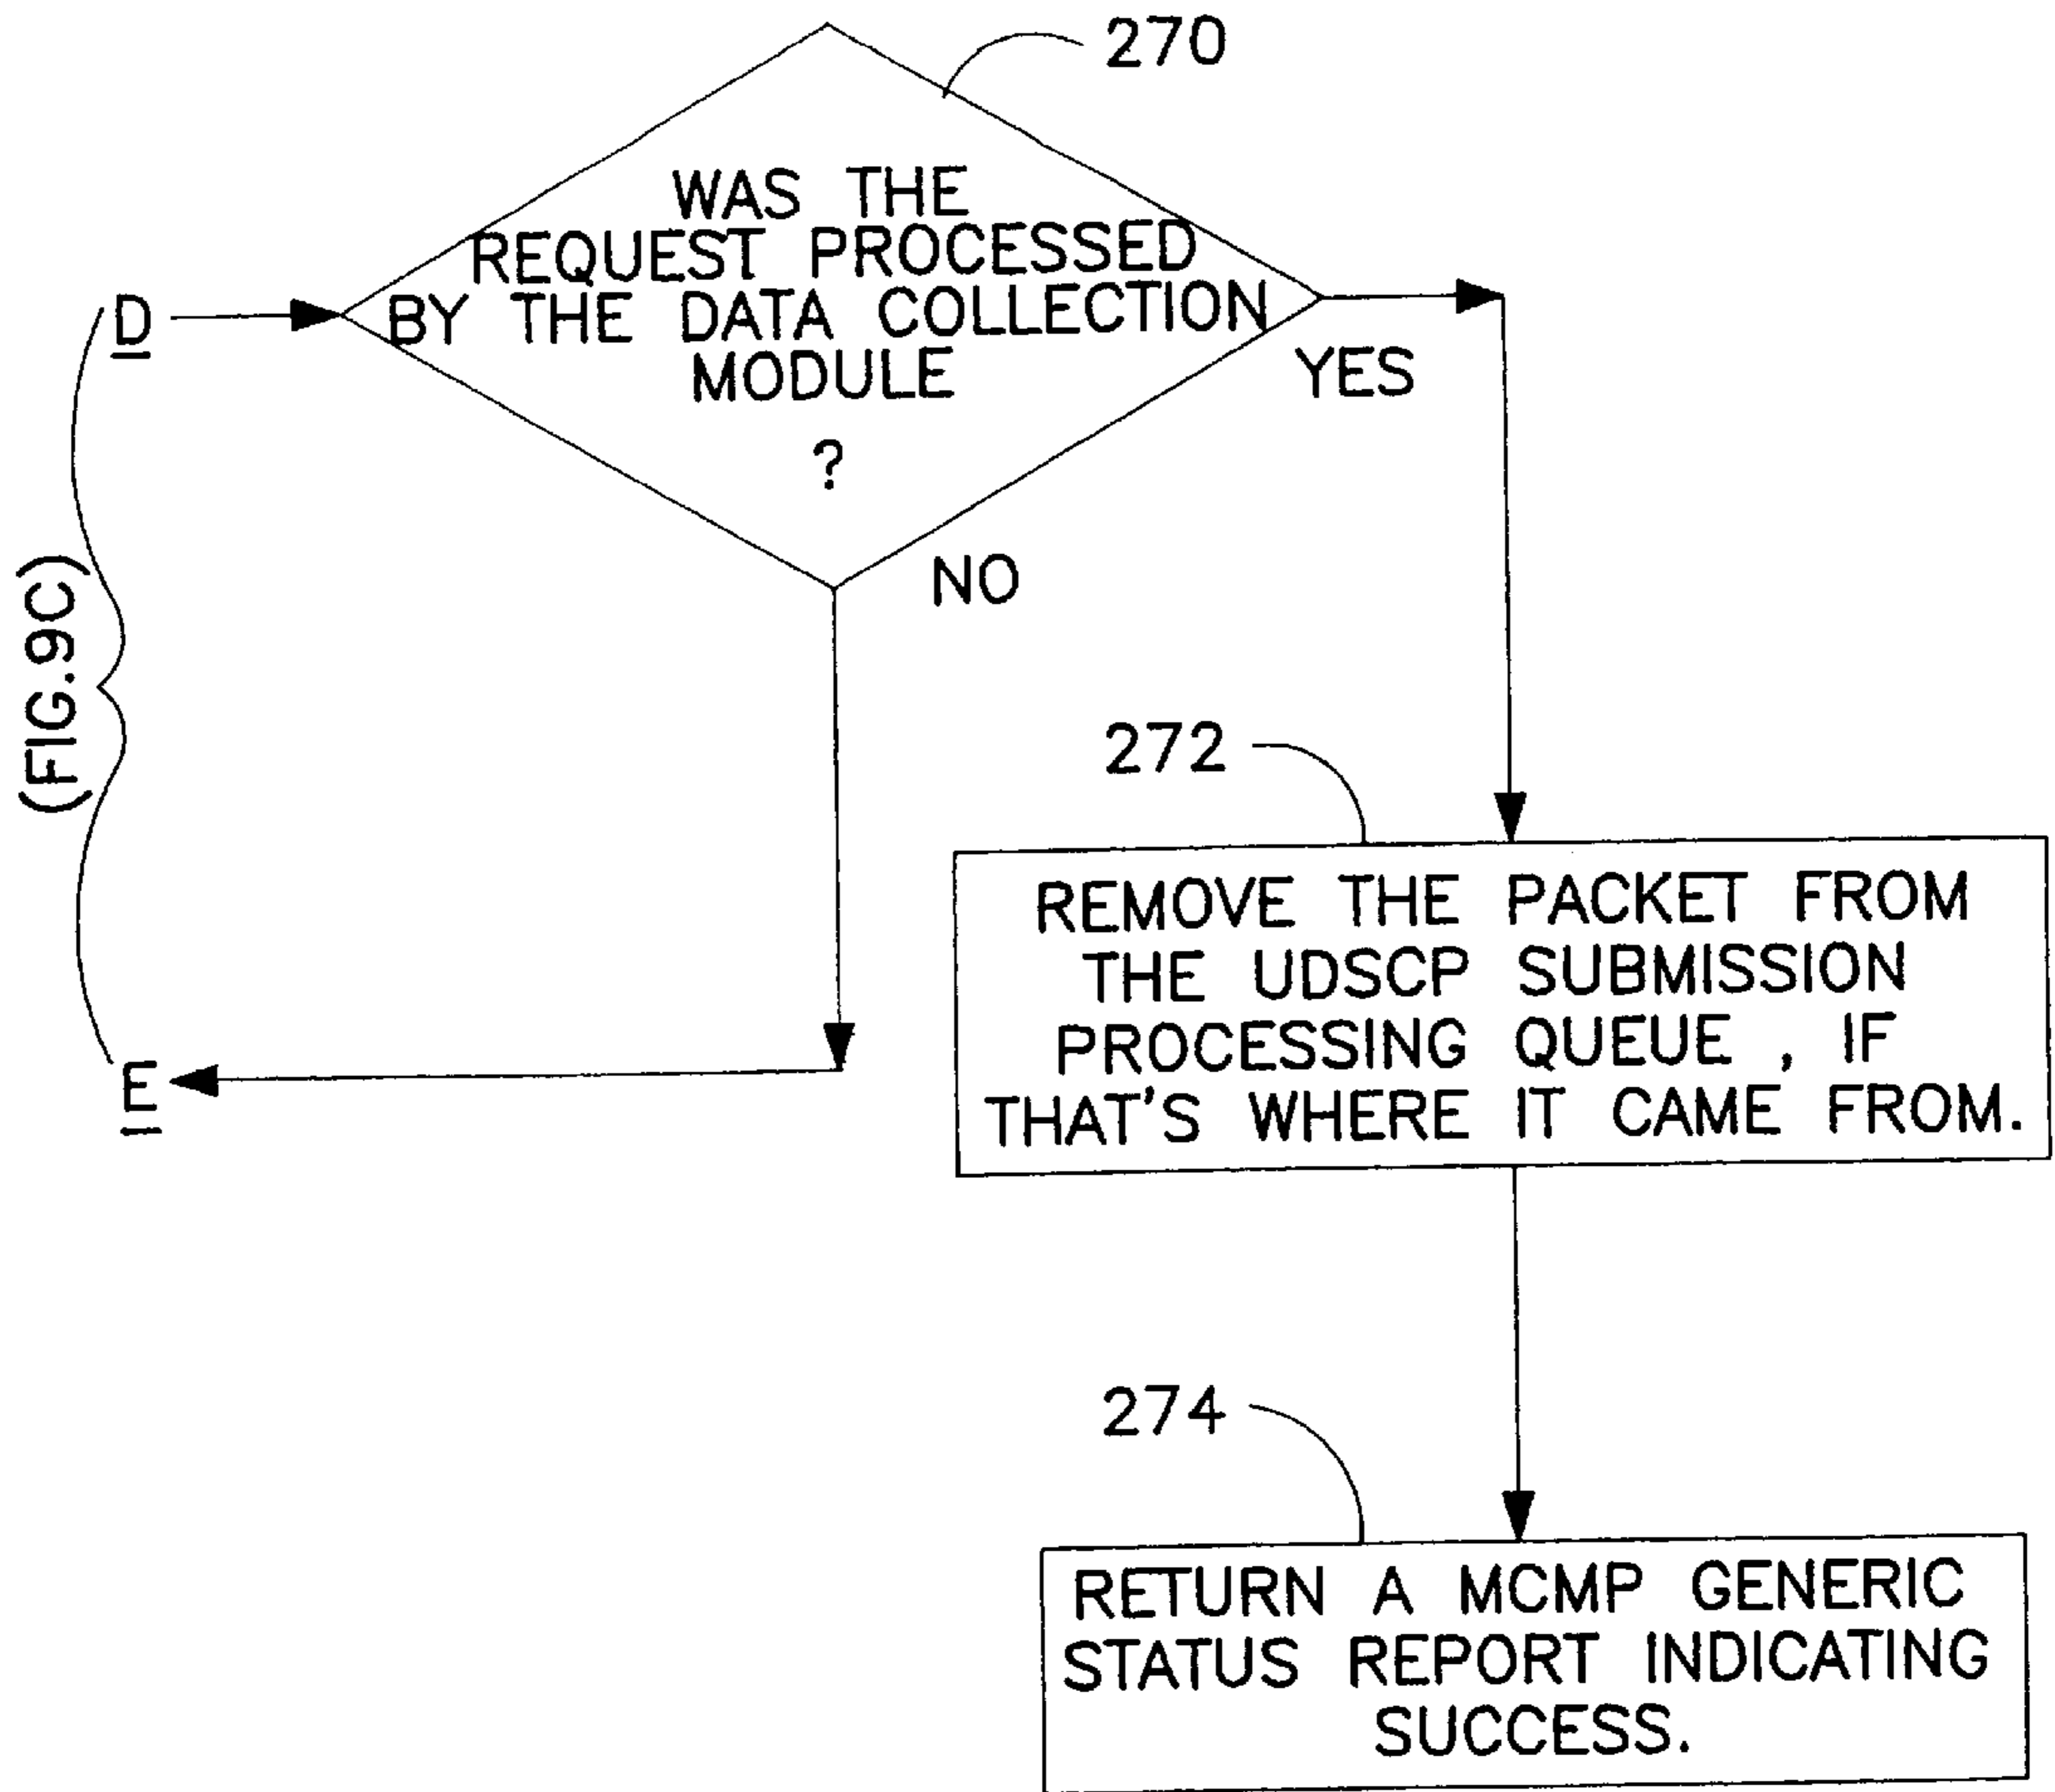 270
WAS THE
REQUEST PROCESSED
BY THE DATA COLLECTION
MODULE
?
D
YES
NO
(FIG.9C)
272
E
REMOVE THE PACKET FROM
THE UDSCP SUBMISSION
PROCESSING QUEUE , IF
THAT'S WHERE IT CAME FROM.
274
RETURN A MCMP GENERIC
STATUS REPORT INDICATING
SUCCESS.